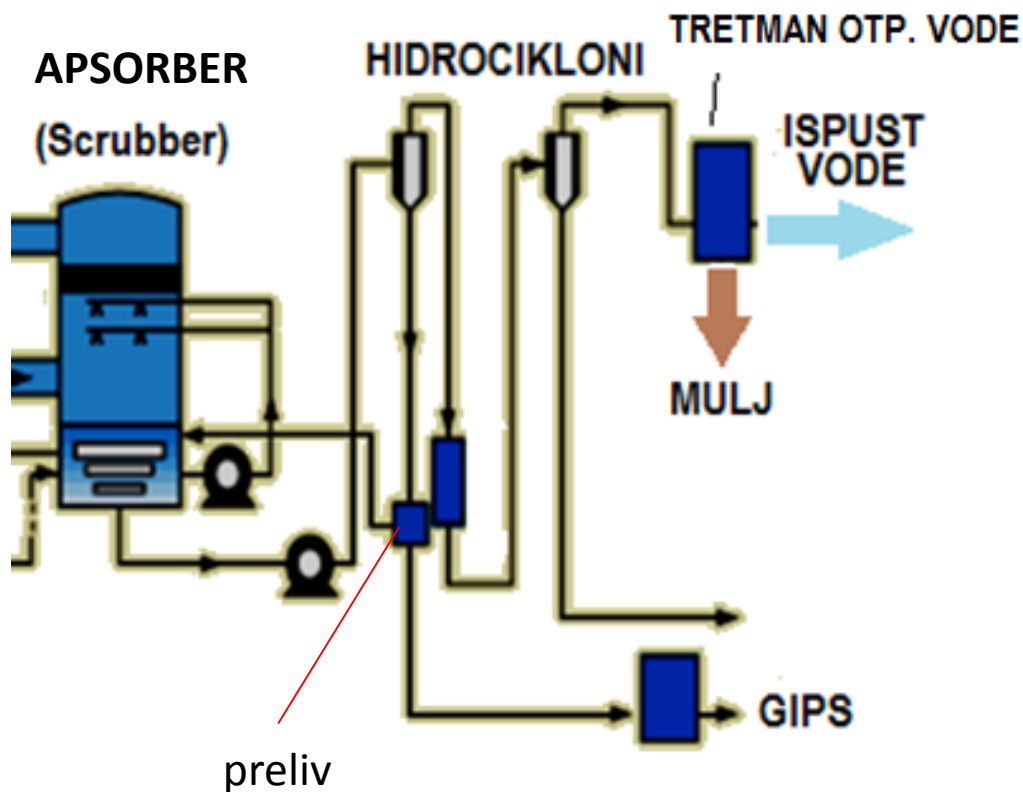 APSORBER
(Scrubber)
HIDROCIKLONI
TRETMAN OTP. VODE
ISPUST
VODE
MULJ
GIPS
preliv